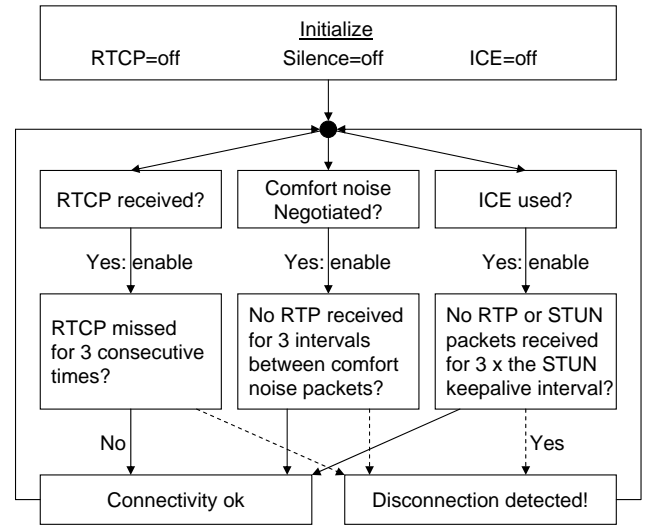 Initialize
RTCP=off Silence=off ICE=off
RTCP received?
Comfort noise
Negotiated?
ICE used?
Yes: enable
Yes: enable
Yes: enable
RTCP missed
for 3 consecutive
times?
No RTP received
for 3 intervals
between comfort
noise packets?
No RTP or STUN
packets received
for 3 x the STUN
keepalive interval?
No
Yes
Connectivity ok
Disconnection detected!